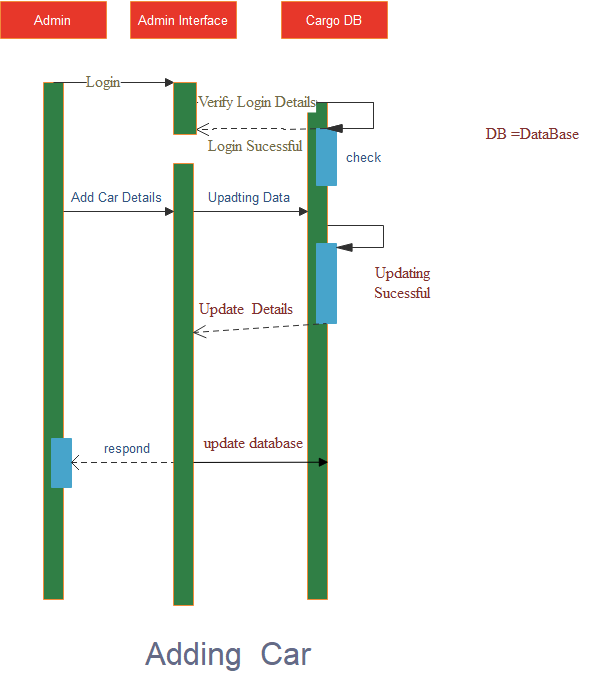 Admin
Admin Interface
Cargo DB
Login
Verify Login Details
DB =DataBase
Login Sucessful
check
Add Car Details
Upadting Data
Updating
Sucessful
Update Details
respond
update database
Adding Car